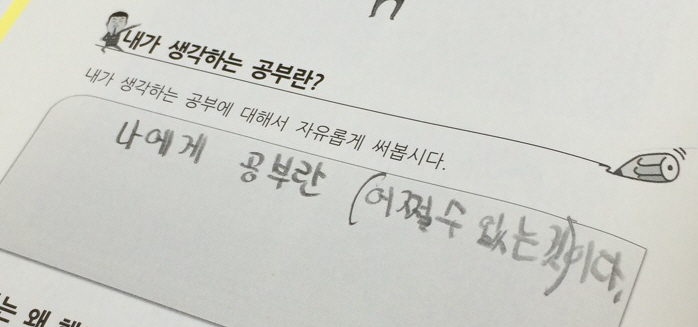 내가 생각하는 공부란?
내가 생각하는 공부에 대해서 자유롭게 써봅시다.
나에게 공부란 (어쩔수 없는것)이다.
는 왜